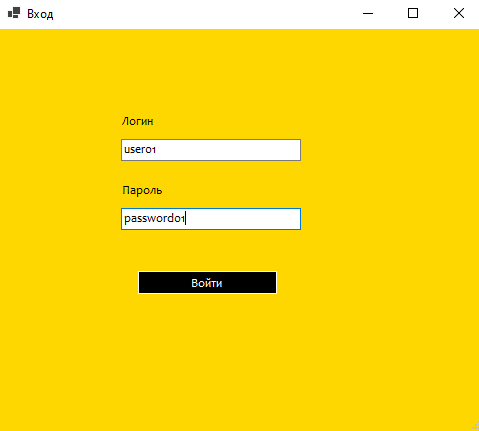 Вход
Логин
user01
Пароль
password01
Войти